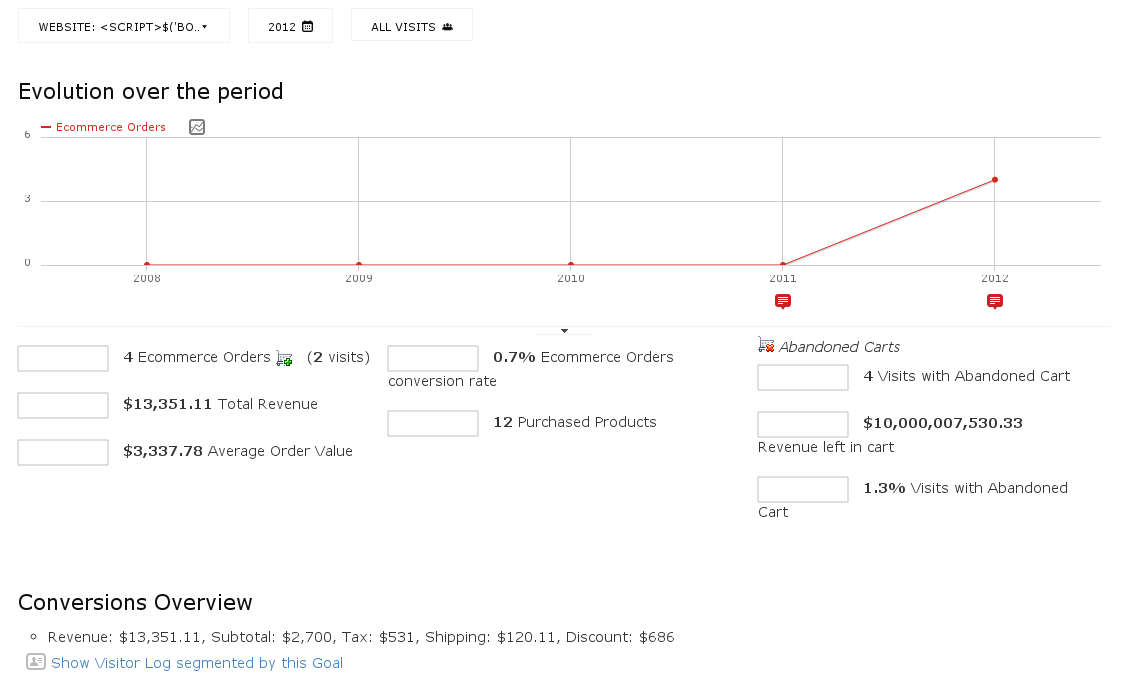 WEBSITE: <SCRIPT>$('BO.. 2012 ALL VISITS
Evolution over the period
Ecommerce Orders
6
3
0
2008 2009 2010 2011 2012
4 Ecommerce Orders (2 visits)
$13,351.11 Total Revenue
$3,337.78 Average Order Value
0.7% Ecommerce Orders
conversion rate
12 Purchased Products
Abandoned Carts
4 Visits with Abandoned Cart
$10,000,007,530.33
Revenue left in cart
1.3% Visits with Abandoned
Cart
Conversions Overview
Revenue: $13,351.11, Subtotal: $2,700, Tax: $531, Shipping: $120.11, Discount: $686
Show Visitor Log segmented by this Goal